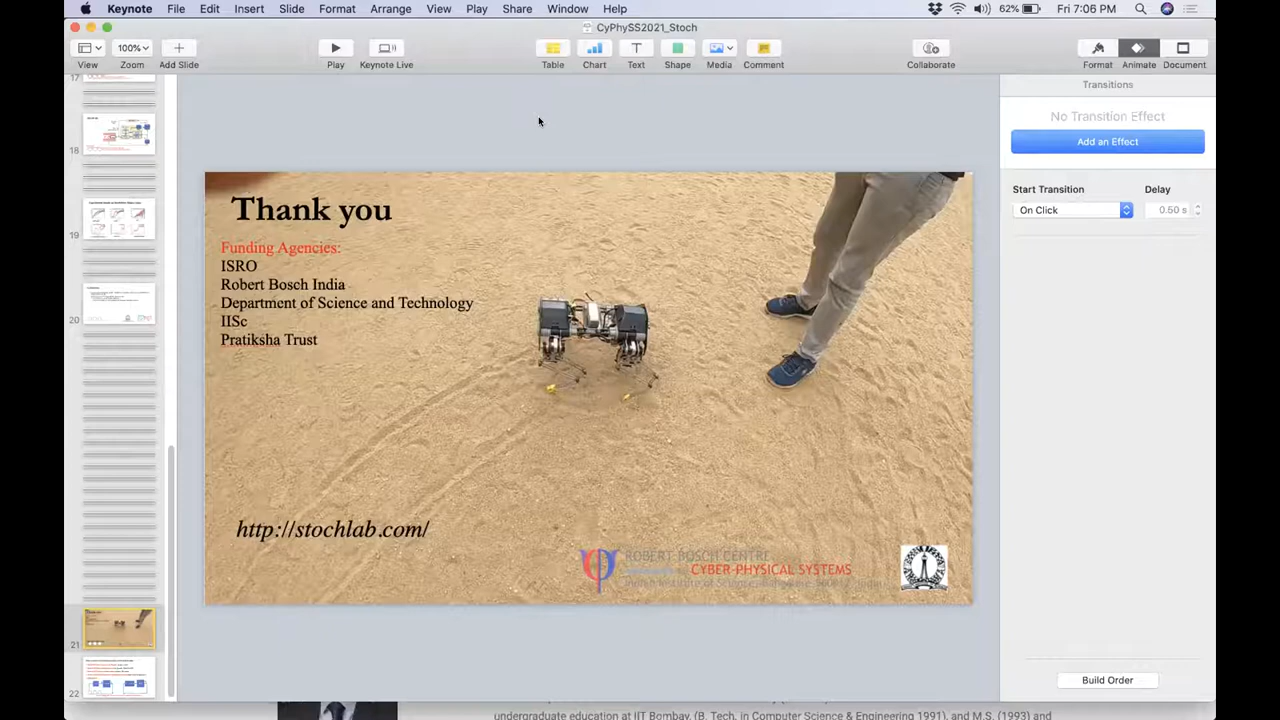 Keynote File Edit Insert Slide Format Arrange View Play Share Window Help 62% Fri 7:06 PM
CyPhySS2021_Stoch
100%
View Zoom Add Slide Play Keynote Live Table Chart Text Shape Media Comment Collaborate Format Animate Document
Transitions
No Transition Effect
Add an Effect
Start Transition Delay
On Click 0.50 s
17
18
19
20
21
22
Thank you
Funding Agencies:
ISRO
Robert Bosch India
Department of Science and Technology
IISc
Pratiksha Trust
http://stochlab.com/
ROBERT BOSCH CENTRE
CYBER-PHYSICAL SYSTEMS
Indian Institute of Science
Build Order
undergraduate education at IIT Bombay, (B. Tech. in Computer Science & Engineering 1991), and M.S. (1993) and